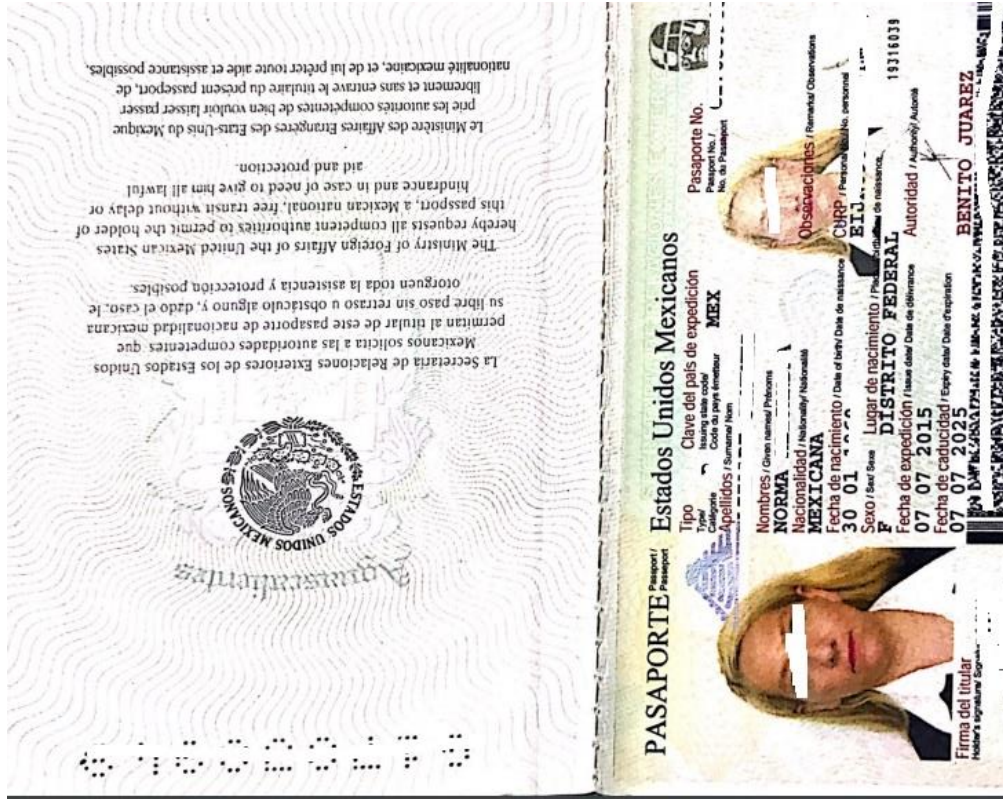 La Secretaría de Relaciones Exteriores de los Estados Unidos
Mexicanos solicita a las autoridades competentes que
permitan al titular de este pasaporte de nacionalidad mexicana
su libre paso sin retraso u obstáculo alguno y, dado el caso, le
otorguen toda la asistencia y protección posibles.
The Ministry of Foreign Affairs of the United Mexican States
hereby requests all competent authorities to permit the holder of
this passport, a Mexican national, free transit without delay or
hindrance and in case of need to give him all lawful
aid and protection.
Le Ministère des Affaires Etrangères des Etats-Unis du Mexique
prie les autorités compétentes de bien vouloir laisser passer
librement et sans entrave le titulaire du présent passeport, de
nationalité mexicaine, et de lui prêter toute aide et assistance possibles.
ESTADOS UNIDOS MEXICANOS
Aguascalientes
PASAPORTE Passport / Passeport
Estados Unidos Mexicanos
Tipo
Type/
Catégorie
Clave del país de expedición
Issuing state code/
Code du pays émetteur
MEX
Pasaporte No.
Passport No. /
No. du Passeport
Apellidos / Surname/ Nom
Nombres / Given names/ Prénoms
NORMA
Nacionalidad / Nationality/ Nationalité
MEXICANA
Observaciones / Remarks/ Observations
Fecha de nacimiento / Date of birth/ Date de naissance
30 01
CURP / Personal No./ No. personnel
Sexo / Sex/ Sexe
F
Lugar de nacimiento / de naissance
DISTRITO FEDERAL
Fecha de expedición / Issue date/ Date de délivrance
07 07 2015
Autoridad / Authority/ Autorité
Fecha de caducidad / Expiry date/ Date d'expiration
07 07 2025
BENITO JUAREZ
19316039
Firma del titular
Holder's signature/